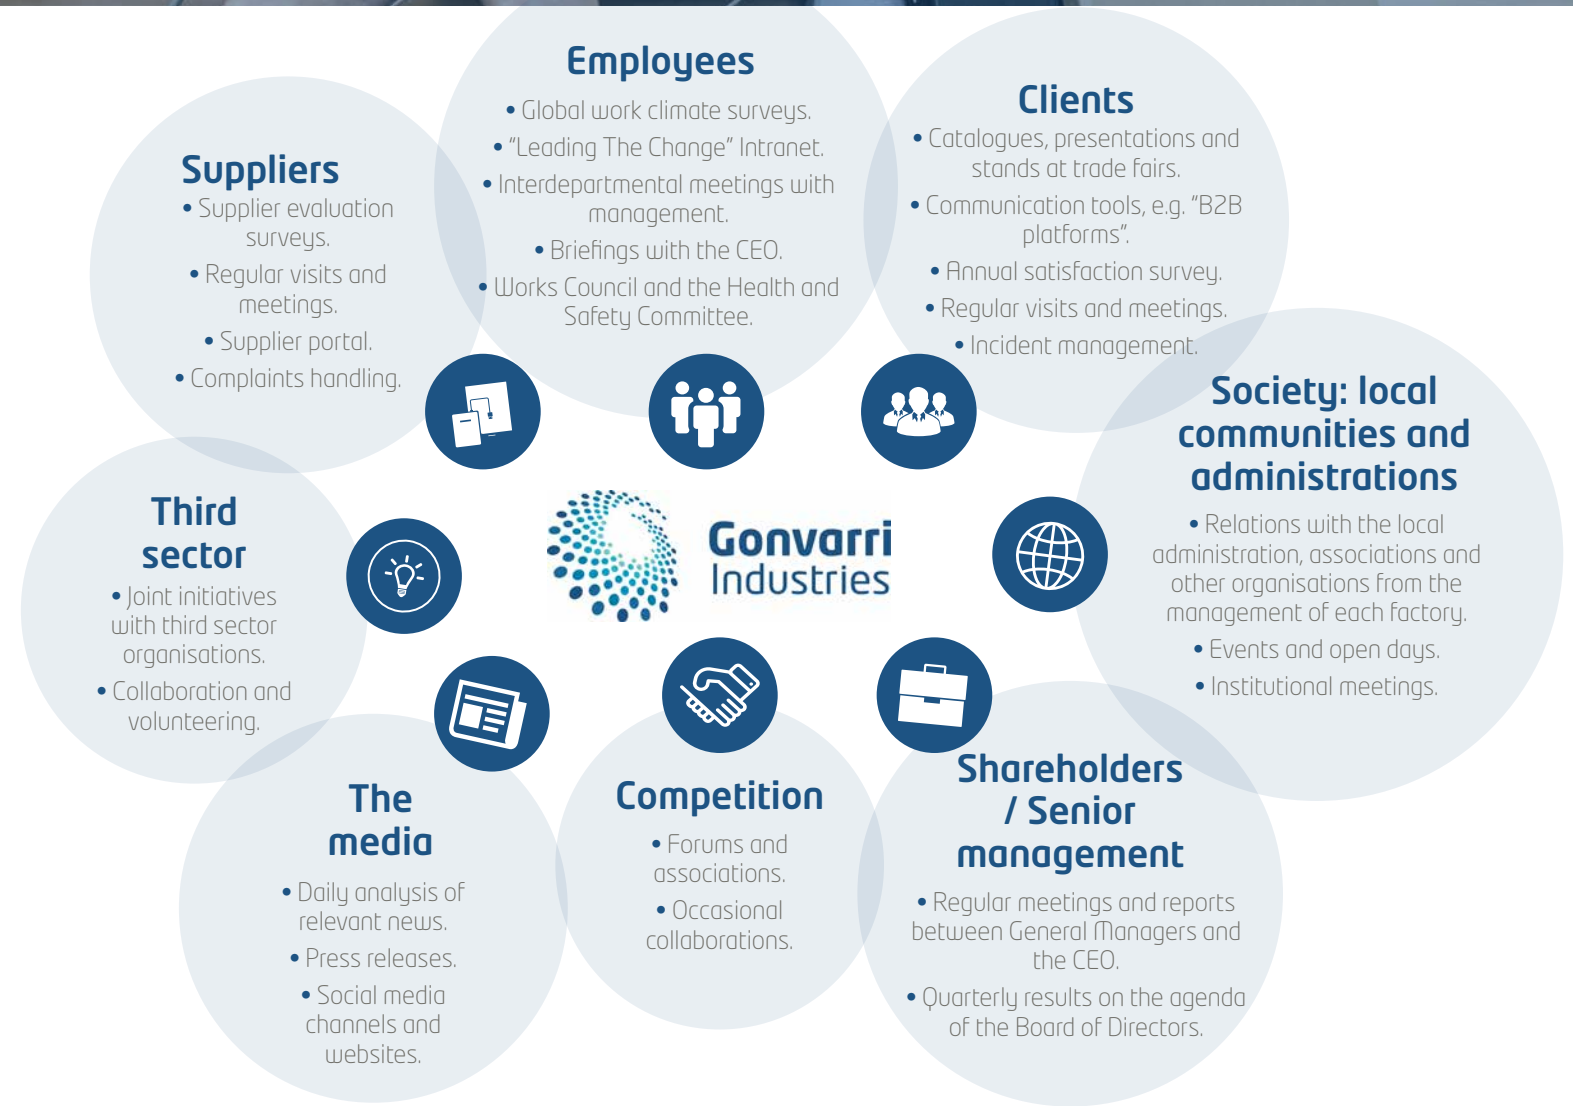 Employees
• Global work climate surveys.
• “Leading The Change” Intranet.
• Interdepartmental meetings with
management.
• Briefings with the CEO.
• Works Council and the Health and
Safety Committee.
Clients
• Catalogues, presentations and
stands at trade fairs.
• Communication tools, e.g. “B2B
platforms”.
• Annual satisfaction survey.
• Regular visits and meetings.
• Incident management.
Suppliers
• Supplier evaluation
surveys.
• Regular visits and
meetings.
• Supplier portal.
• Complaints handling.
Society: local
communities and
administrations
• Relations with the local
administration, associations and
other organisations from the
management of each factory.
• Events and open days.
• Institutional meetings.
Third
sector
• Joint initiatives
with third sector
organisations.
• Collaboration and
volunteering.
Gonvarri
Industries
The
media
• Daily analysis of
relevant news.
• Press releases.
• Social media
channels and
websites.
Competition
• Forums and
associations.
• Occasional
collaborations.
Shareholders
/ Senior
management
• Regular meetings and reports
between General Managers and
the CEO.
• Quarterly results on the agenda
of the Board of Directors.